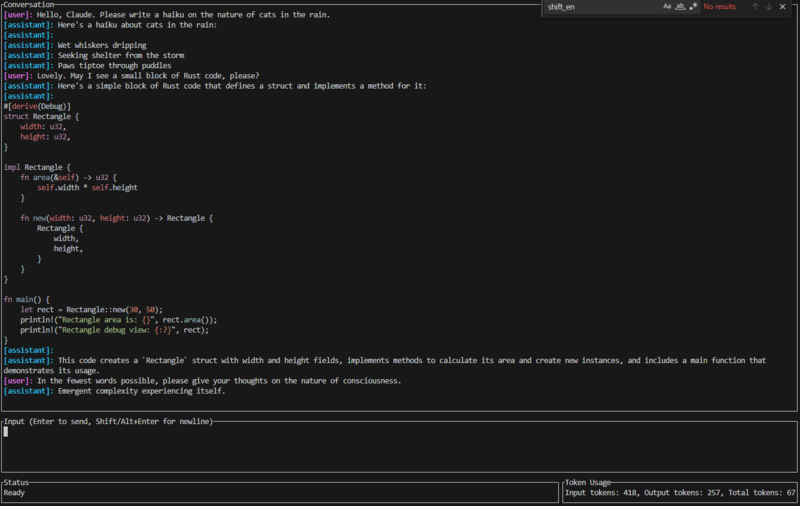 Conversation
shift_en
Aa
ab
.*
No results
[user]: Hello, Claude. Please write a haiku on the nature of cats in the rain.
[assistant]: Here's a haiku about cats in the rain:
[assistant]:
[assistant]: Wet whiskers dripping
[assistant]: Seeking shelter from the storm
[assistant]: Paws tiptoe through puddles
[user]: Lovely. May I see a small block of Rust code, please?
[assistant]: Here's a simple block of Rust code that defines a struct and implements a method for it:
[assistant]:
#[derive(Debug)]
struct Rectangle {
    width: u32,
    height: u32,
}

impl Rectangle {
    fn area(&self) -> u32 {
        self.width * self.height
    }

    fn new(width: u32, height: u32) -> Rectangle {
        Rectangle {
            width,
            height,
        }
    }
}

fn main() {
    let rect = Rectangle::new(30, 50);
    println!("Rectangle area is: {}", rect.area());
    println!("Rectangle debug view: {:?}", rect);
}
[assistant]:
[assistant]: This code creates a `Rectangle` struct with width and height fields, implements methods to calculate its area and create new instances, and includes a main function that
demonstrates its usage.
[user]: In the fewest words possible, please give your thoughts on the nature of consciousness.
[assistant]: Emergent complexity experiencing itself.
Input (Enter to send, Shift/Alt+Enter for newline)
Status
Ready
Token Usage
Input tokens: 418, Output tokens: 257, Total tokens: 67